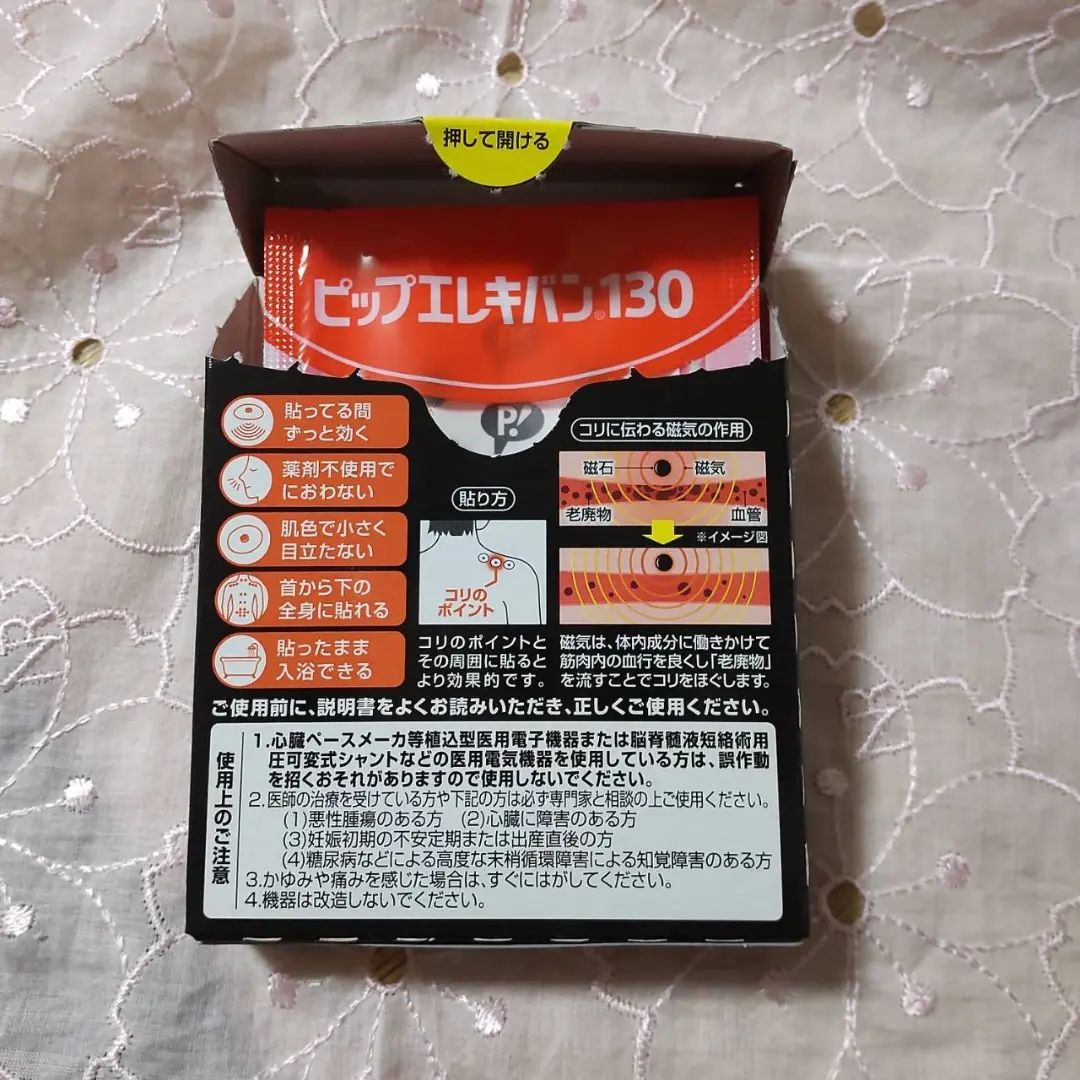 押して開ける
ピップエレキバン®130
P!
貼ってる間
ずっと効く
薬剤不使用で
におわない
肌色で小さく
目立たない
首から下の
全身に貼れる
貼ったまま
入浴できる
貼り方
コリの
ポイント
コリのポイントと
その周囲に貼ると
より効果的です。
コリに伝わる磁気の作用
磁石
磁気
老廃物
血管
※イメージ図
磁気は、体内成分に働きかけて
筋肉内の血行を良くし「老廃物」
を流すことでコリをほぐします。
ご使用前に、説明書をよくお読みいただき、正しくご使用ください。
使用上のご注意
1.心臓ペースメーカ等植込型医用電子機器または脳脊髄液短絡術用
圧可変式シャントなどの医用電気機器を使用している方は、誤作動
を招くおそれがありますので使用しないでください。
2.医師の治療を受けている方や下記の方は必ず専門家と相談の上ご使用ください。
(1)悪性腫瘍のある方 (2)心臓に障害のある方
(3)妊娠初期の不安定期または出産直後の方
(4)糖尿病などによる高度な末梢循環障害による知覚障害のある方
3.かゆみや痛みを感じた場合は、すぐにはがしてください。
4.機器は改造しないでください。